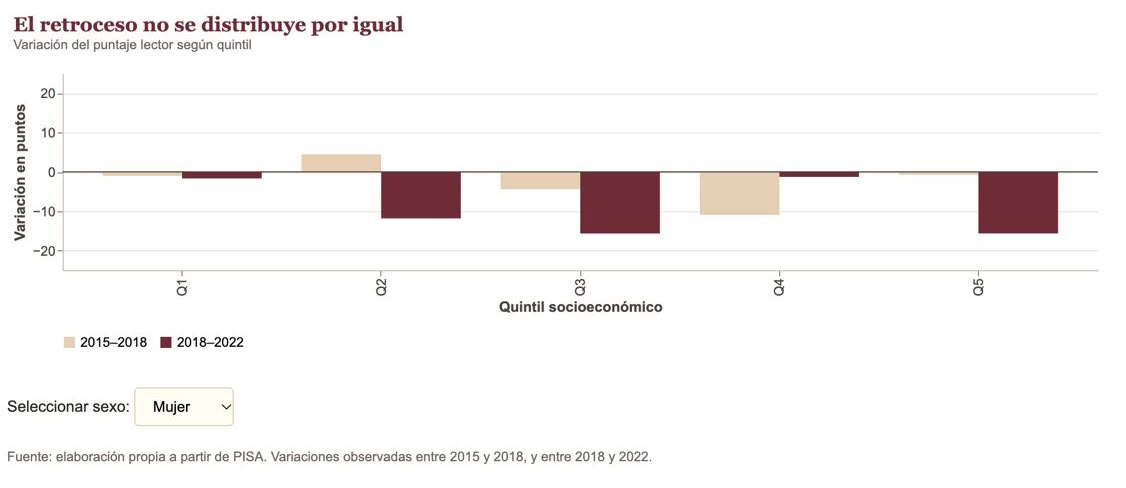 El retroceso no se distribuye por igual
Variación del puntaje lector según quintil
Variación en puntos
20
10
0
−10
−20
Q1 Q2 Q3 Q4 Q5
Quintil socioeconómico
2015–2018 2018–2022
Seleccionar sexo: Mujer
Fuente: elaboración propia a partir de PISA. Variaciones observadas entre 2015 y 2018, y entre 2018 y 2022.